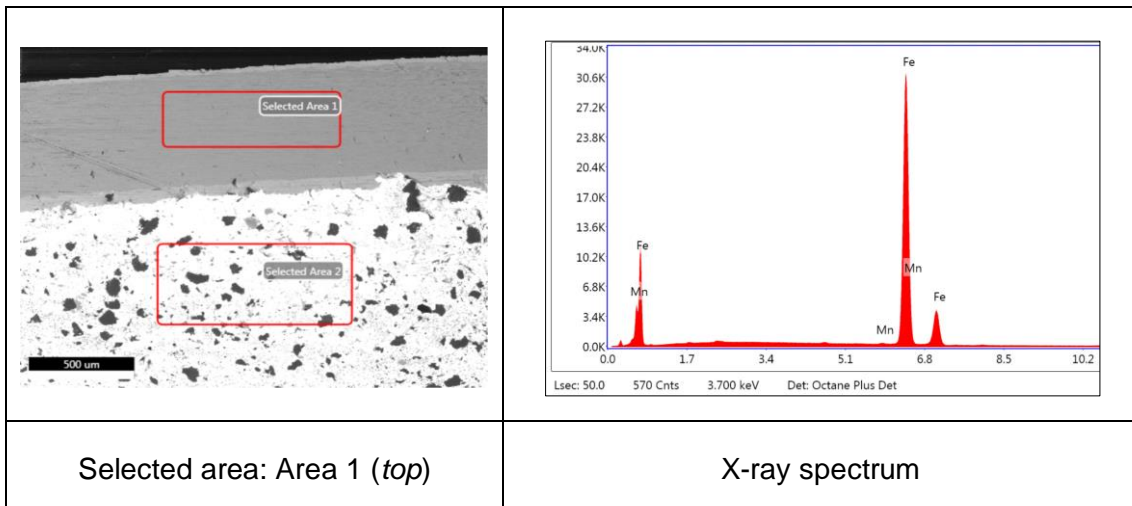 Selected Area 1
Selected Area 2
500 um
34.0K
30.6K
27.2K
23.8K
20.4K
17.0K
13.6K
10.2K
6.8K
3.4K
0.0K
Fe
Fe
Mn
Mn
Mn
Fe
0.0 1.7 3.4 5.1 6.8 8.5 10.2
Lsec: 50.0 570 Cnts 3.700 keV Det: Octane Plus Det
Selected area: Area 1 (top)
X-ray spectrum